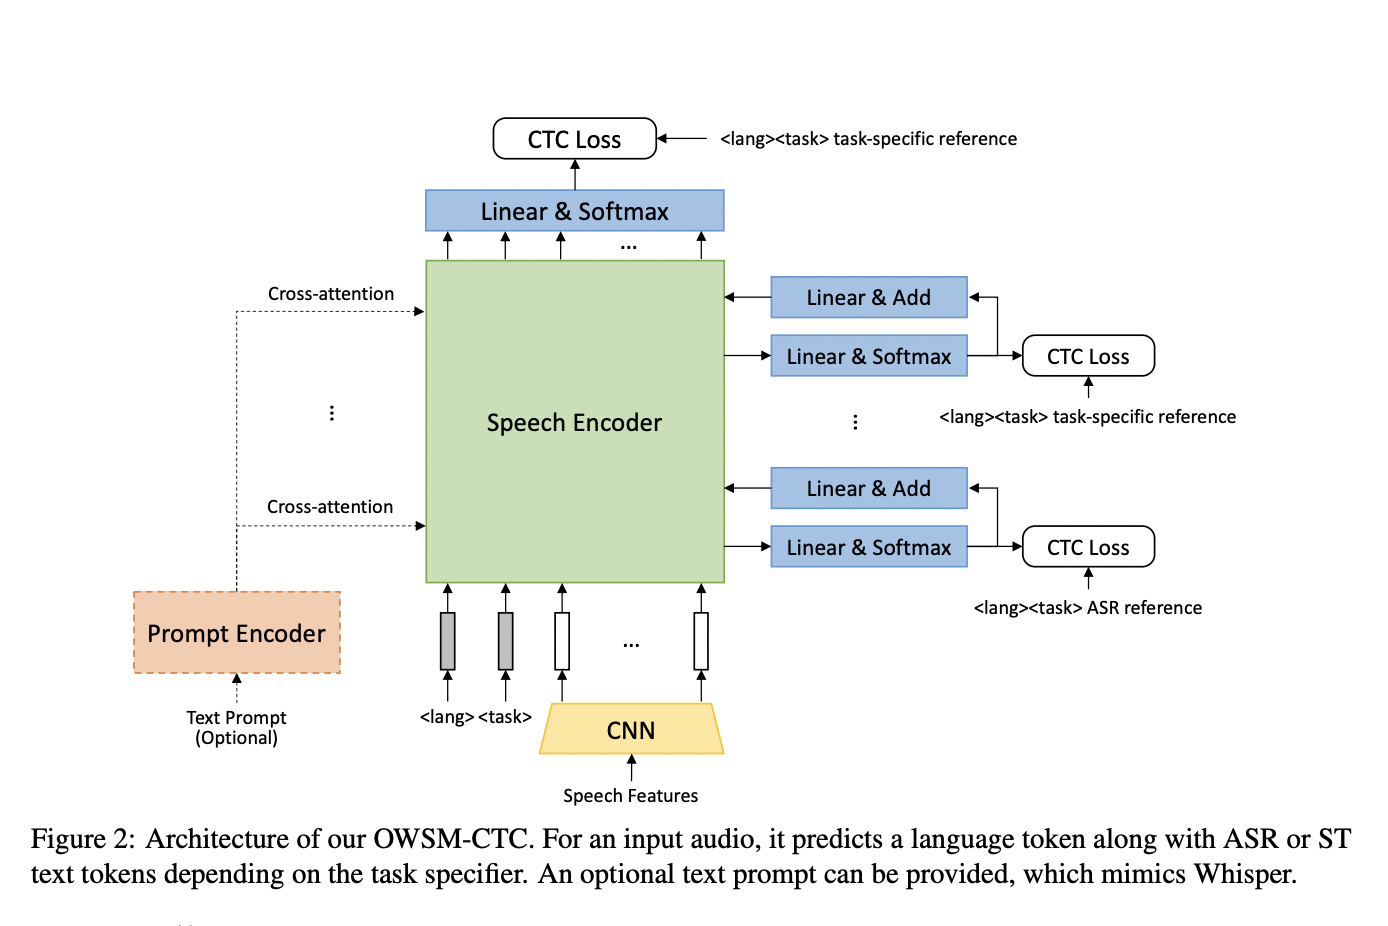 CTC Loss
<lang><task> task-specific reference
Linear & Softmax
...
Cross-attention
Linear & Add
Linear & Softmax
CTC Loss
<lang><task> task-specific reference
...
Speech Encoder
...
Cross-attention
Linear & Add
Linear & Softmax
CTC Loss
<lang><task> ASR reference
Prompt Encoder
...
Text Prompt
(Optional)
<lang> <task>
CNN
Speech Features
Figure 2: Architecture of our OWSM-CTC. For an input audio, it predicts a language token along with ASR or ST
text tokens depending on the task specifier. An optional text prompt can be provided, which mimics Whisper.